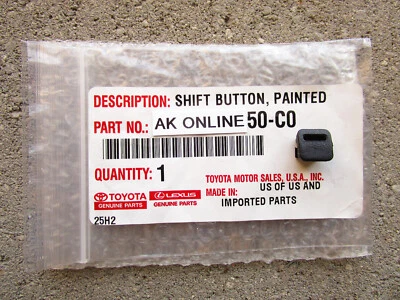 DESCRIPTION: SHIFT BUTTON, PAINTED
PART NO.: AK ONLINE 50-C0
QUANTITY: 1
TOYOTA MOTOR SALES, U.S.A., INC.
TOYOTA LEXUS US OF US AND
GENUINE PARTS GENUINE PARTS MADE IN: IMPORTED PARTS
25H2